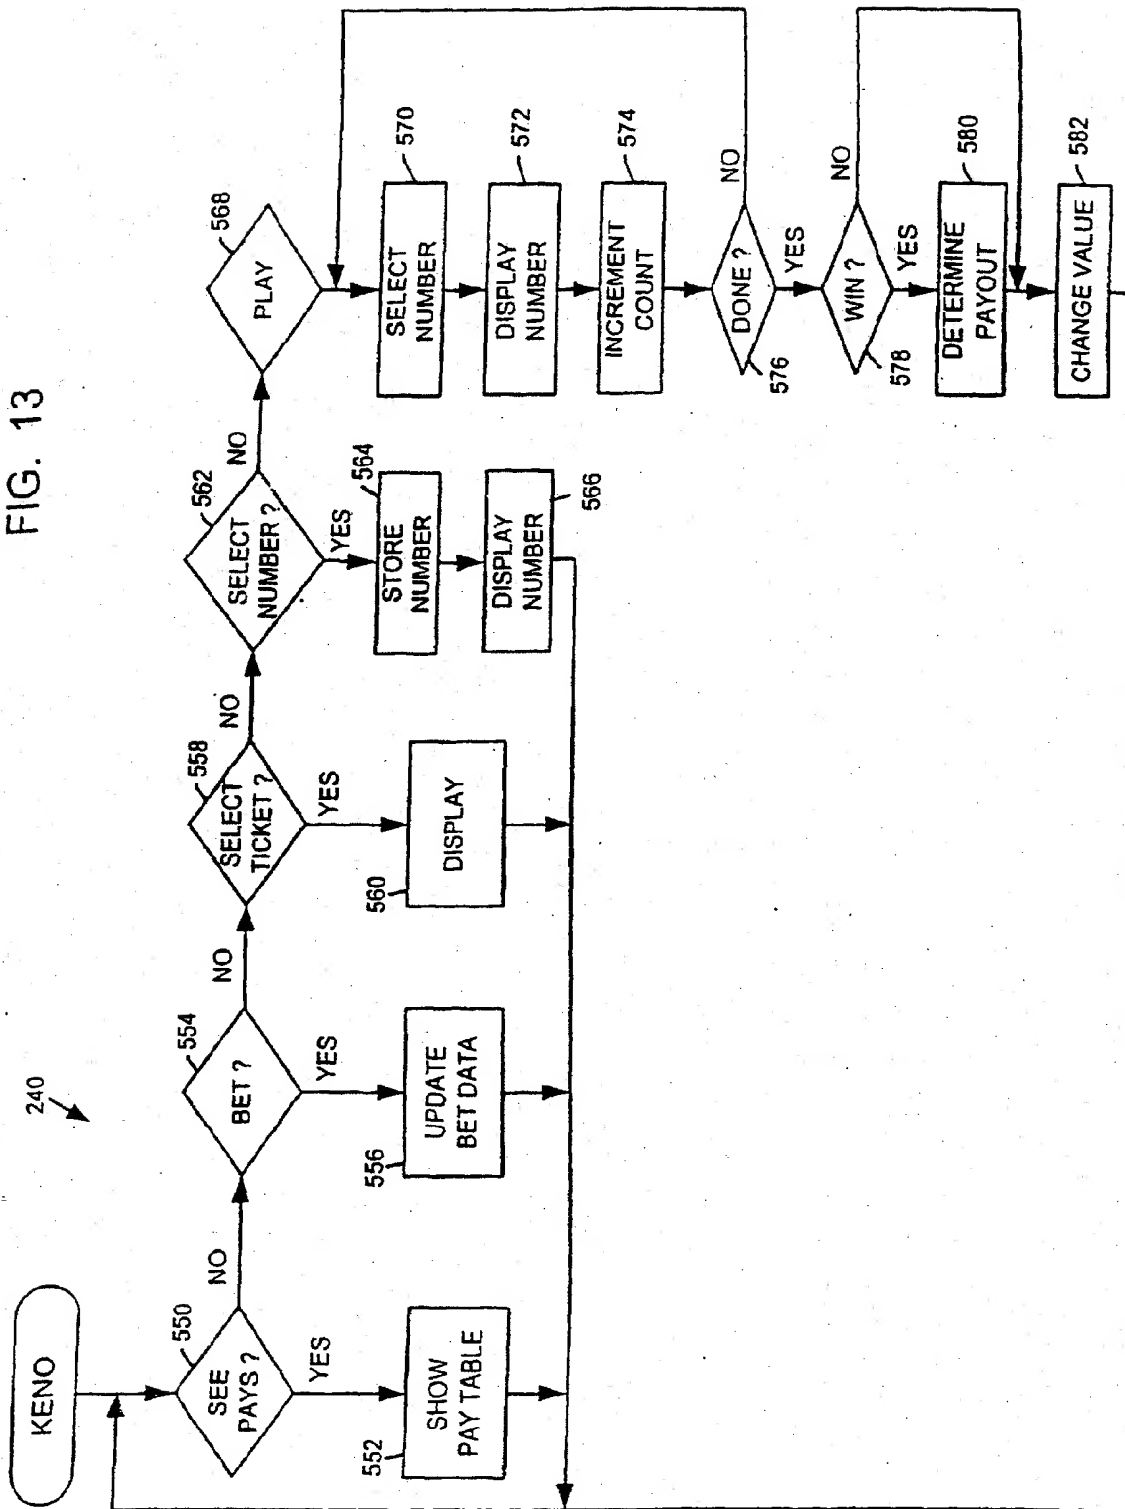 FIG. 13
240
KENO
550
SEE
PAYS ?
NO
YES
552
SHOW
PAY TABLE
554
BET ?
NO
YES
556
UPDATE
BET DATA
558
SELECT
TICKET ?
NO
YES
560
DISPLAY
562
SELECT
NUMBER ?
NO
YES
564
STORE
NUMBER
566
DISPLAY
NUMBER
568
PLAY
570
SELECT
NUMBER
572
DISPLAY
NUMBER
574
INCREMENT
COUNT
576
DONE ?
NO
YES
578
WIN ?
NO
YES
580
DETERMINE
PAYOUT
582
CHANGE VALUE